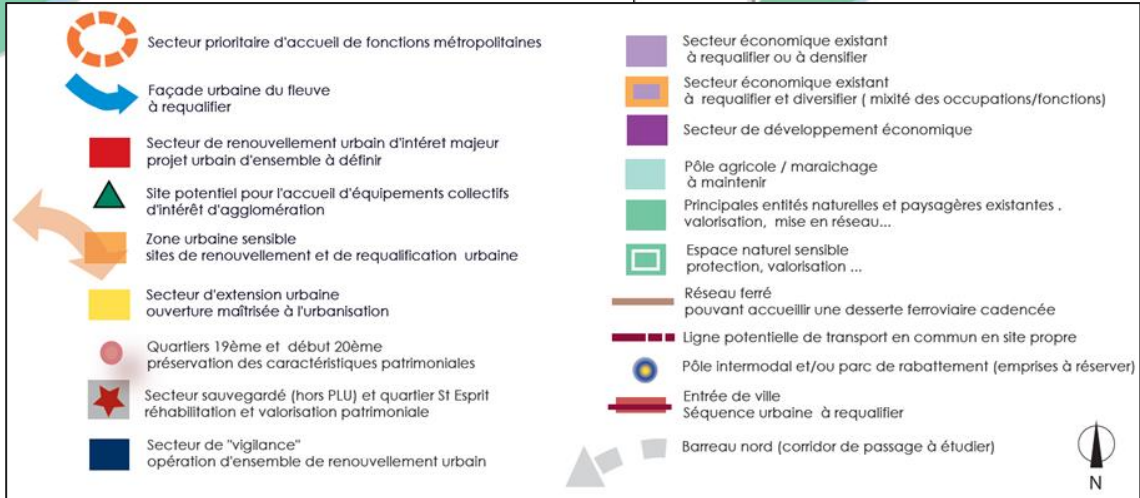 Secteur prioritaire d'accueil de fonctions métropolitaines
Façade urbaine du fleuve
à requalifier
Secteur de renouvellement urbain d'intéret majeur
projet urbain d'ensemble à définir
Site potentiel pour l'accueil d'équipements collectifs
d'intérêt d'agglomération
Zone urbaine sensible
sites de renouvellement et de requalification urbaine
Secteur d'extension urbaine
ouverture maîtrisée à l'urbanisation
Quartiers 19ème et début 20ème
préservation des caractéristiques patrimoniales
Secteur sauvegardé (hors PLU) et quartier St Esprit
réhabilitation et valorisation patrimoniale
Secteur de "vigilance"
opération d'ensemble de renouvellement urbain
Secteur économique existant
à requalifier ou à densifier
Secteur économique existant
à requalifier et diversifier ( mixité des occupations/fonctions)
Secteur de développement économique
Pôle agricole / maraichage
à maintenir
Principales entités naturelles et paysagères existantes .
valorisation, mise en réseau...
Espace naturel sensible
protection, valorisation ...
Réseau ferré
pouvant accueillir une desserte ferroviaire cadencée
Ligne potentielle de transport en commun en site propre
Pôle intermodal et/ou parc de rabattement (emprises à réserver)
Entrée de ville
Séquence urbaine à requalifier
Barreau nord (corridor de passage à étudier)
N